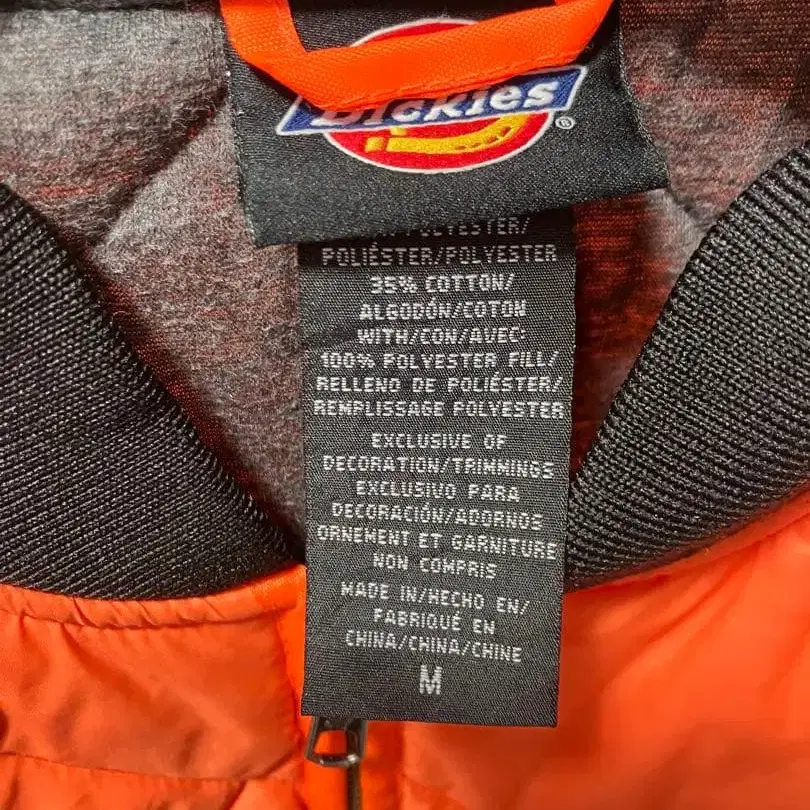 Dickies
®
POLYESTER/
POLIÉSTER/POLYESTER
35% COTTON/
ALGODÓN/COTON
WITH/CON/AVEC:
100% POLYESTER FILL/
RELLENO DE POLIÉSTER/
REMPLISSAGE POLYESTER
EXCLUSIVE OF
DECORATION/TRIMMINGS
EXCLUSIVO PARA
DECORACIÓN/ADORNOS
ORNEMENT ET GARNITURE
NON COMPRIS
MADE IN/HECHO EN/
FABRIQUÉ EN
CHINA/CHINA/CHINE
M